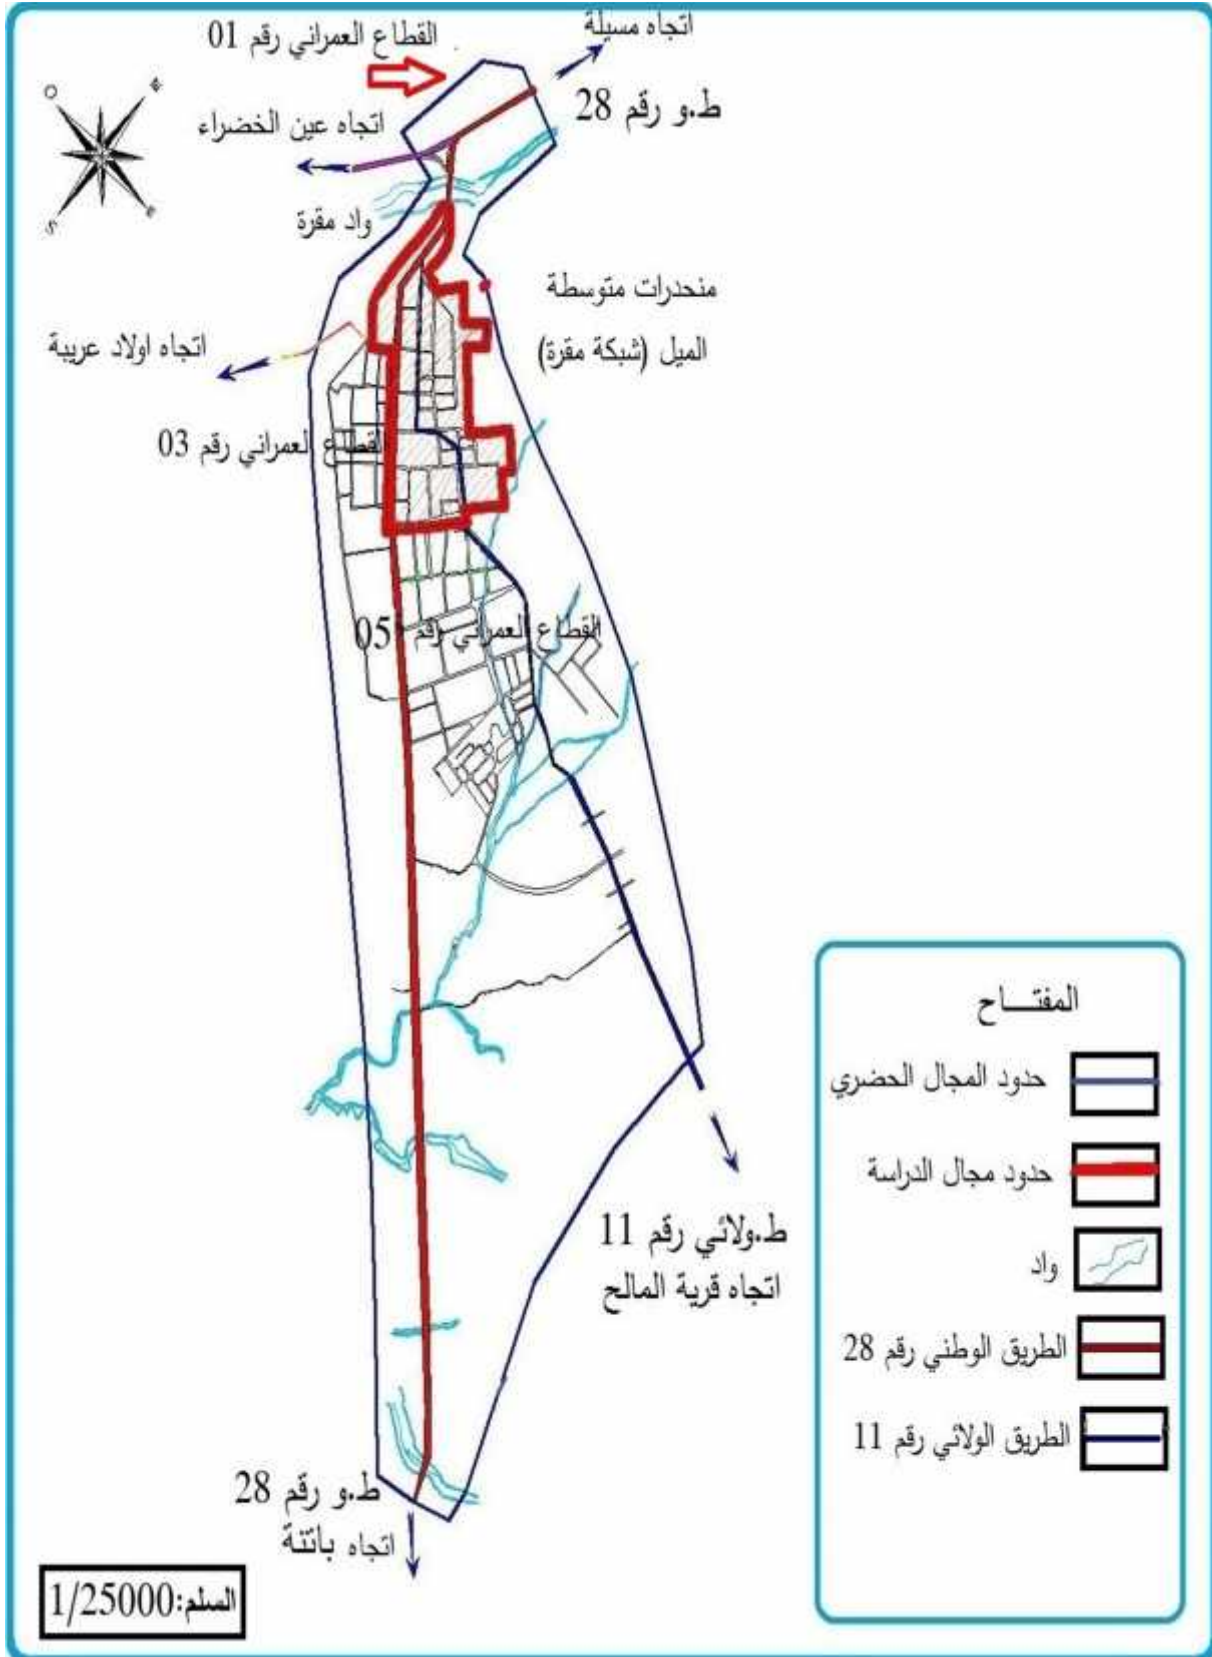 القطاع العمراني رقم 01
اتجاه مسيلة
ط.و رقم 28
اتجاه عين الخضراء
واد مقرة
منحدرات متوسطة
الميل (شبكة مقرة)
اتجاه اولاد عريبة
القطاع العمراني رقم 03
القطاع العمراني رقم 05
المفتـــاح
حدود المجال الحضري
حدود مجال الدراسة
واد
الطريق الوطني رقم 28
الطريق الولائي رقم 11
ط.ولائي رقم 11
اتجاه قرية المالح
ط.و رقم 28
اتجاه باتنة
السلم:1/25000
O
S